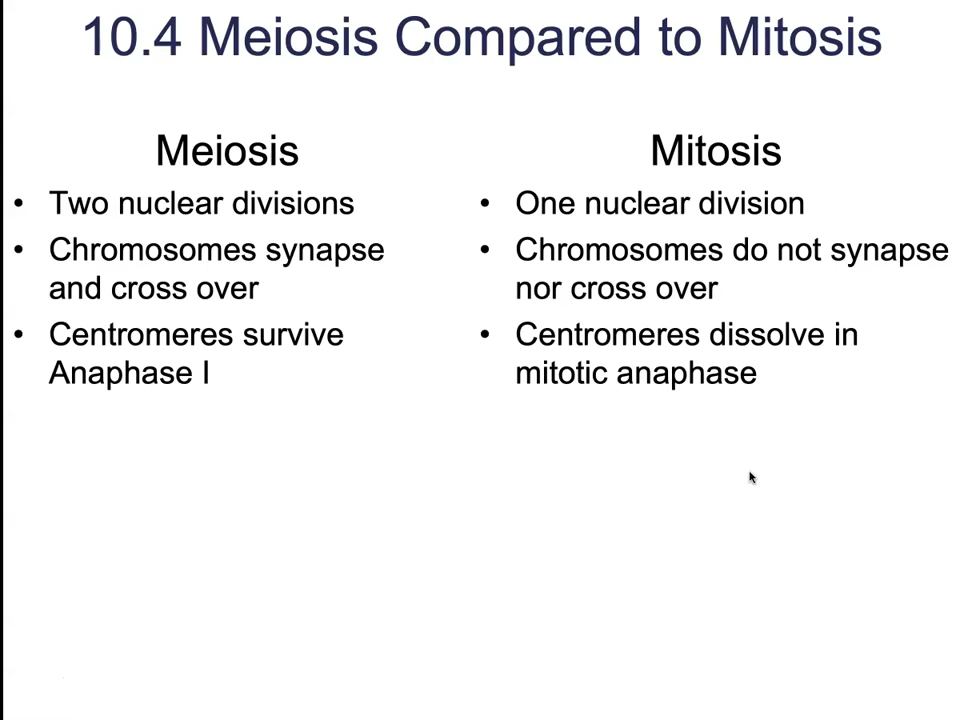 10.4 Meiosis Compared to Mitosis
Meiosis
• Two nuclear divisions
• Chromosomes synapse
and cross over
• Centromeres survive
Anaphase I
Mitosis
• One nuclear division
• Chromosomes do not synapse
nor cross over
• Centromeres dissolve in
mitotic anaphase